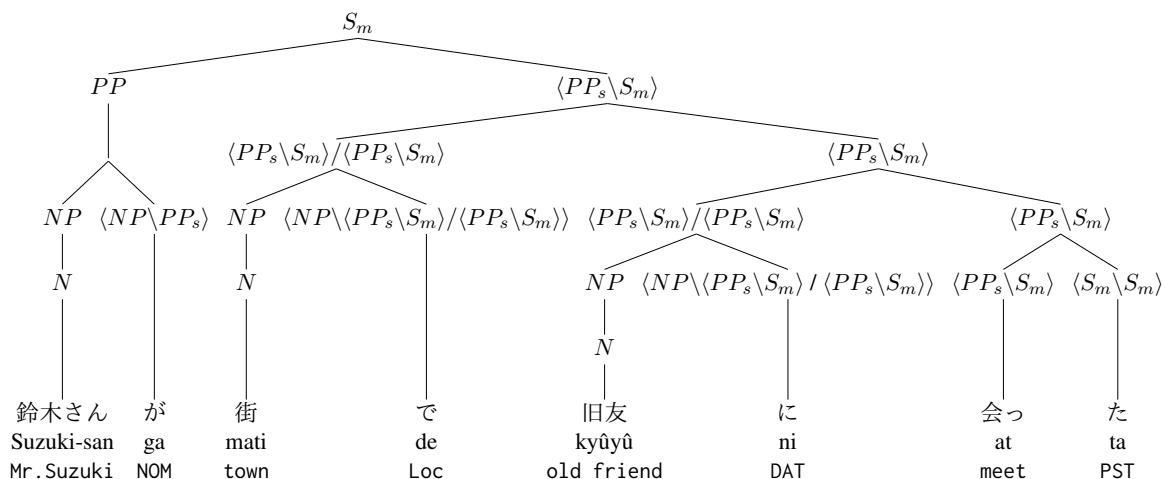 S_m
PP ⟨PP_s\S_m⟩
⟨PP_s\S_m⟩/⟨PP_s\S_m⟩ ⟨PP_s\S_m⟩
NP ⟨NP\PP_s⟩ NP ⟨NP\⟨PP_s\S_m⟩/⟨PP_s\S_m⟩⟩ ⟨PP_s\S_m⟩/⟨PP_s\S_m⟩ ⟨PP_s\S_m⟩
N N NP ⟨NP\⟨PP_s\S_m⟩ / ⟨PP_s\S_m⟩⟩ ⟨PP_s\S_m⟩ ⟨S_m\S_m⟩
N
鈴木さん が 街 で 旧友 に 会っ た
Suzuki-san ga mati de kyûyû ni at ta
Mr.Suzuki NOM town Loc old friend DAT meet PST